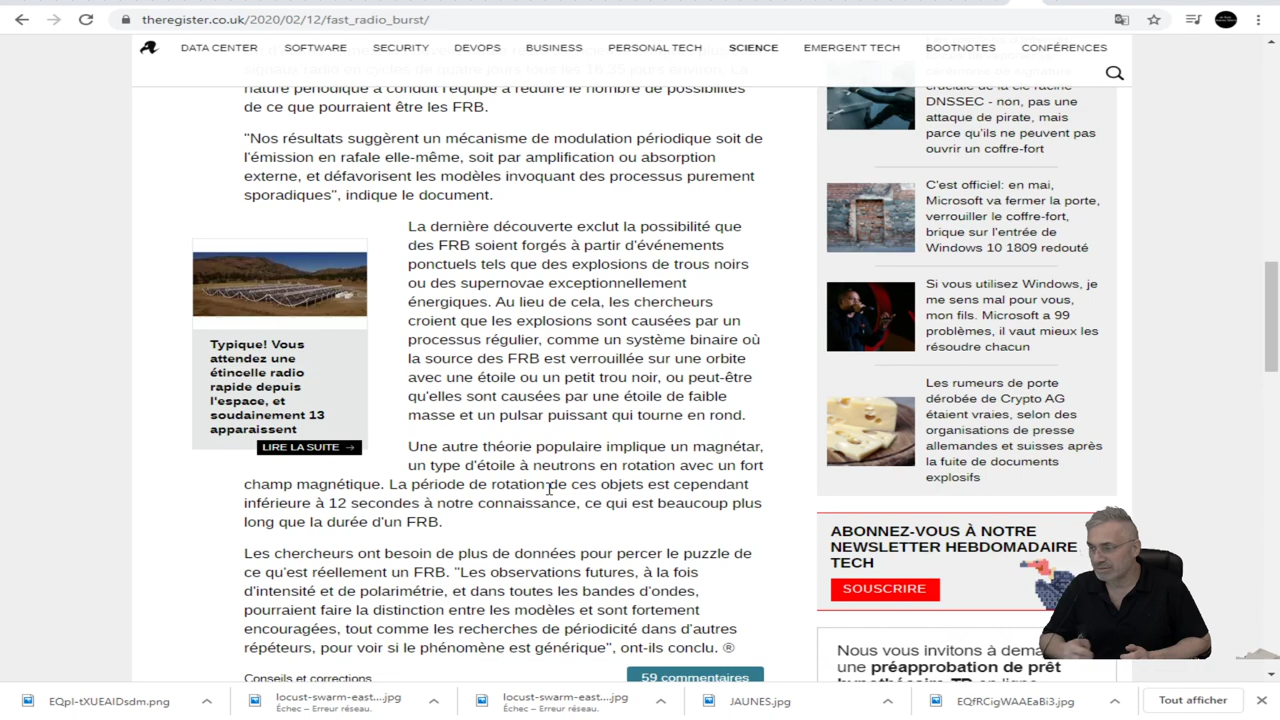 theregister.co.uk/2020/02/12/fast_radio_burst/
DATA CENTER SOFTWARE SECURITY DEVOPS BUSINESS PERSONAL TECH SCIENCE EMERGENT TECH BOOTNOTES CONFÉRENCES
signaux radio en cycles de quatre jours tous les 16,35 jours environ. La
nature périodique a conduit l'équipe à réduire le nombre de possibilités
de ce que pourraient être les FRB.
"Nos résultats suggèrent un mécanisme de modulation périodique soit de
l'émission en rafale elle-même, soit par amplification ou absorption
externe, et défavorisent les modèles invoquant des processus purement
sporadiques", indique le document.
La dernière découverte exclut la possibilité que
des FRB soient forgés à partir d'événements
ponctuels tels que des explosions de trous noirs
ou des supernovae exceptionnellement
énergiques. Au lieu de cela, les chercheurs
croient que les explosions sont causées par un
processus régulier, comme un système binaire où
la source des FRB est verrouillée sur une orbite
avec une étoile ou un petit trou noir, ou peut-être
qu'elles sont causées par une étoile de faible
masse et un pulsar puissant qui tourne en rond.
Typique! Vous
attendez une
étincelle radio
rapide depuis
l'espace, et
soudainement 13
apparaissent
LIRE LA SUITE →
Une autre théorie populaire implique un magnétar,
un type d'étoile à neutrons en rotation avec un fort
champ magnétique. La période de rotation de ces objets est cependant
inférieure à 12 secondes à notre connaissance, ce qui est beaucoup plus
long que la durée d'un FRB.
Les chercheurs ont besoin de plus de données pour percer le puzzle de
ce qu'est réellement un FRB. "Les observations futures, à la fois
d'intensité et de polarimétrie, et dans toutes les bandes d'ondes,
pourraient faire la distinction entre les modèles et sont fortement
encouragées, tout comme les recherches de périodicité dans d'autres
répéteurs, pour voir si le phénomène est générique", ont-ils conclu. ®
Conseils et corrections
59 commentaires
cruciale de la clé racine
DNSSEC - non, pas une
attaque de pirate, mais
parce qu'ils ne peuvent pas
ouvrir un coffre-fort
C'est officiel: en mai,
Microsoft va fermer la porte,
verrouiller le coffre-fort,
brique sur l'entrée de
Windows 10 1809 redouté
Si vous utilisez Windows, je
me sens mal pour vous,
mon fils. Microsoft a 99
problèmes, il vaut mieux les
résoudre chacun
Les rumeurs de porte
dérobée de Crypto AG
étaient vraies, selon des
organisations de presse
allemandes et suisses après
la fuite de documents
explosifs
ABONNEZ-VOUS À NOTRE
NEWSLETTER HEBDOMADAIRE
TECH
SOUSCRIRE
Nous vous invitons à
une préapprobation de prêt
EQpI-tXUEAIDsdm.png
locust-swarm-east....jpg
Échec – Erreur réseau.
locust-swarm-east....jpg
Échec – Erreur réseau.
JAUNES.jpg
EQfRCigWAAEaBi3.jpg
Tout afficher